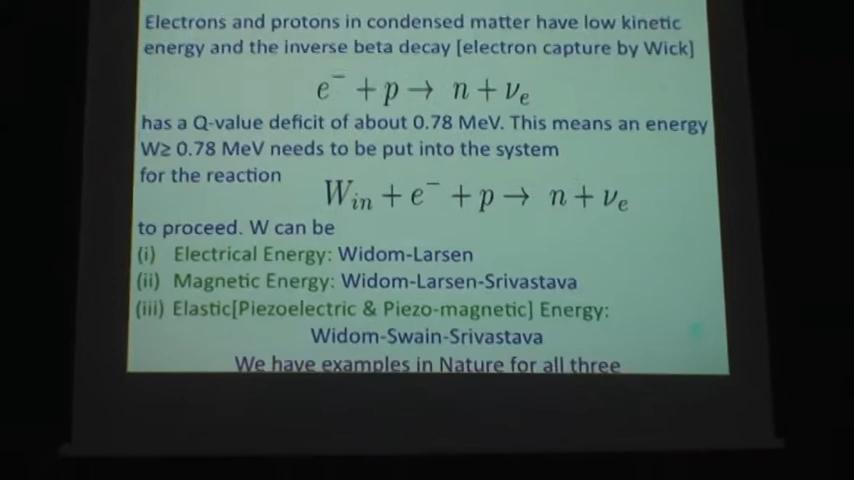 Electrons and protons in condensed matter have low kinetic
energy and the inverse beta decay [electron capture by Wick]
e⁻ + p → n + νₑ
has a Q-value deficit of about 0.78 MeV. This means an energy
W≥ 0.78 MeV needs to be put into the system
for the reaction
Wᵢₙ + e⁻ + p → n + νₑ
to proceed. W can be
(i) Electrical Energy: Widom-Larsen
(ii) Magnetic Energy: Widom-Larsen-Srivastava
(iii) Elastic[Piezoelectric & Piezo-magnetic] Energy:
Widom-Swain-Srivastava
We have examples in Nature for all three